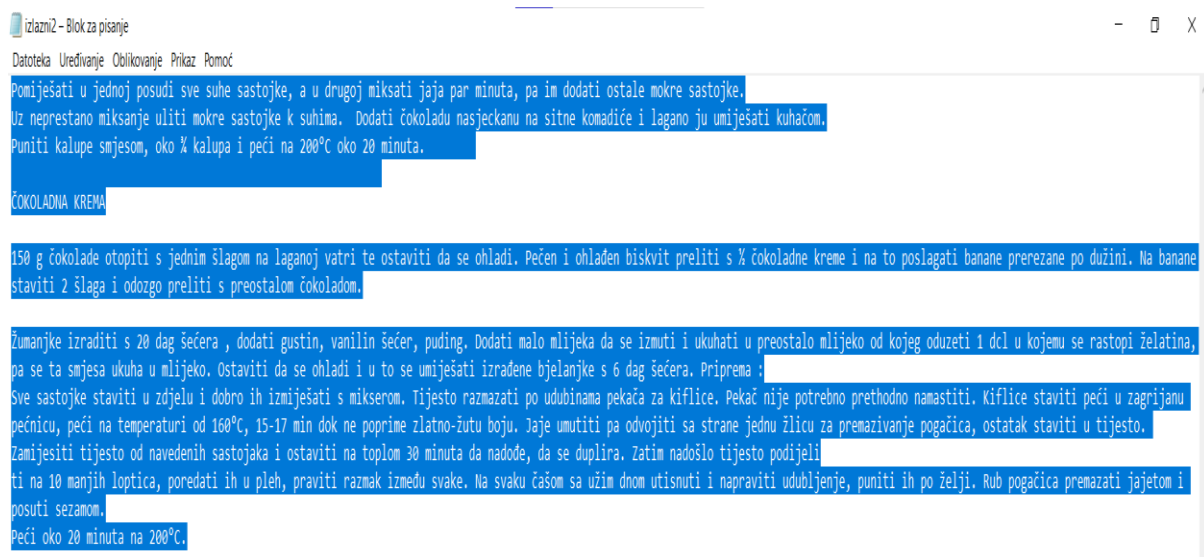 izlazni2 – Blok za pisanje
Datoteka Uređivanje Oblikovanje Prikaz Pomoć
Pomiješati u jednoj posudi sve suhe sastojke, a u drugoj miksati jaja par minuta, pa im dodati ostale mokre sastojke.
Uz neprestano miksanje uliti mokre sastojke k suhima.  Dodati čokoladu nasjeckanu na sitne komadiće i lagano ju umiješati kuhačom.
Puniti kalupe smjesom, oko ¾ kalupa i peći na 200⁰C oko 20 minuta.
ČOKOLADNA KREMA
150 g čokolade otopiti s jednim šlagom na laganoj vatri te ostaviti da se ohladi. Pečen i ohlađen biskvit preliti s ½ čokoladne kreme i na to poslagati banane prerezane po dužini. Na banane
staviti 2 šlaga i odozgo preliti s preostalom čokoladom.
Žumanjke izraditi s 20 dag šećera , dodati gustin, vanilin šećer, puding. Dodati malo mlijeka da se izmuti i ukuhati u preostalo mlijeko od kojeg oduzeti 1 dcl u kojemu se rastopi želatina,
pa se ta smjesa ukuha u mlijeko. Ostaviti da se ohladi i u to se umiješati izrađene bjelanjke s 6 dag šećera. Priprema :
Sve sastojke staviti u zdjelu i dobro ih izmiješati s mikserom. Tijesto razmazati po udubinama pekača za kiflice. Pekač nije potrebno prethodno namastiti. Kiflice staviti peći u zagrijanu
pećnicu, peći na temperaturi od 160⁰C, 15-17 min dok ne poprime zlatno-žutu boju. Jaje umutiti pa odvojiti sa strane jednu žlicu za premazivanje pogačica, ostatak staviti u tijesto.
Zamijesiti tijesto od navedenih sastojaka i ostaviti na toplom 30 minuta da nadođe, da se duplira. Zatim nadošlo tijesto podijeli
ti na 10 manjih loptica, poredati ih u pleh, praviti razmak između svake. Na svaku čašom sa užim dnom utisnuti i napraviti udubljenje, puniti ih po želji. Rub pogačica premazati jajetom i
posuti sezamom.
Peći oko 20 minuta na 200⁰C.